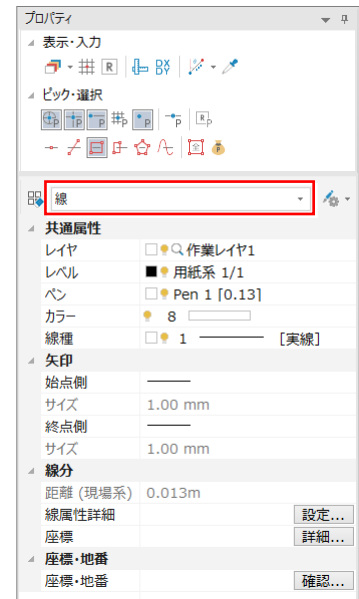 プロパティ
表示・入力
R
ピック・選択
P P P P P P R P
全 P
線
共通属性
レイヤ 作業レイヤ1
レベル 用紙系 1/1
ペン Pen 1 [0.13]
カラー 8
線種 1 [実線]
矢印
始点側
サイズ 1.00 mm
終点側
サイズ 1.00 mm
線分
距離 (現場系) 0.013m
線属性詳細 設定...
座標 詳細...
座標・地番
座標・地番 確認...